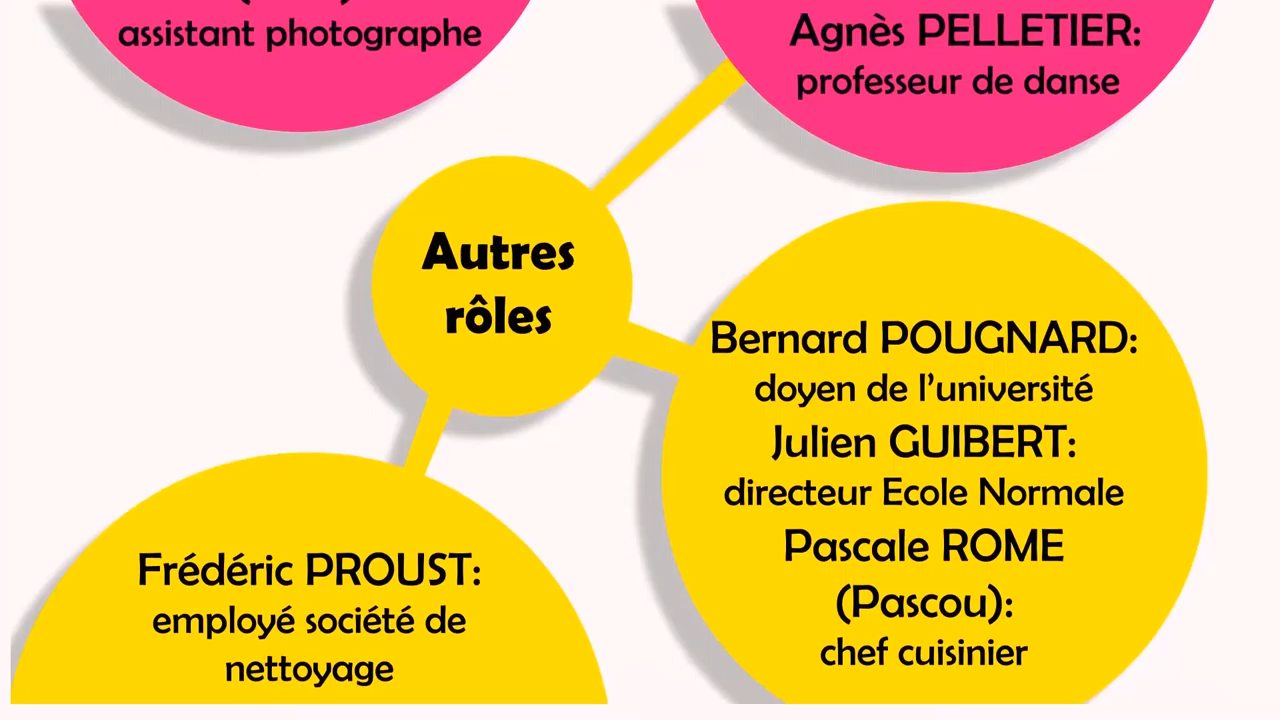 assistant photographe
Agnès PELLETIER:
professeur de danse
Autres
rôles
Bernard POUGNARD:
doyen de l’université
Julien GUIBERT:
directeur Ecole Normale
Pascale ROME
(Pascou):
chef cuisinier
Frédéric PROUST:
employé société de
nettoyage